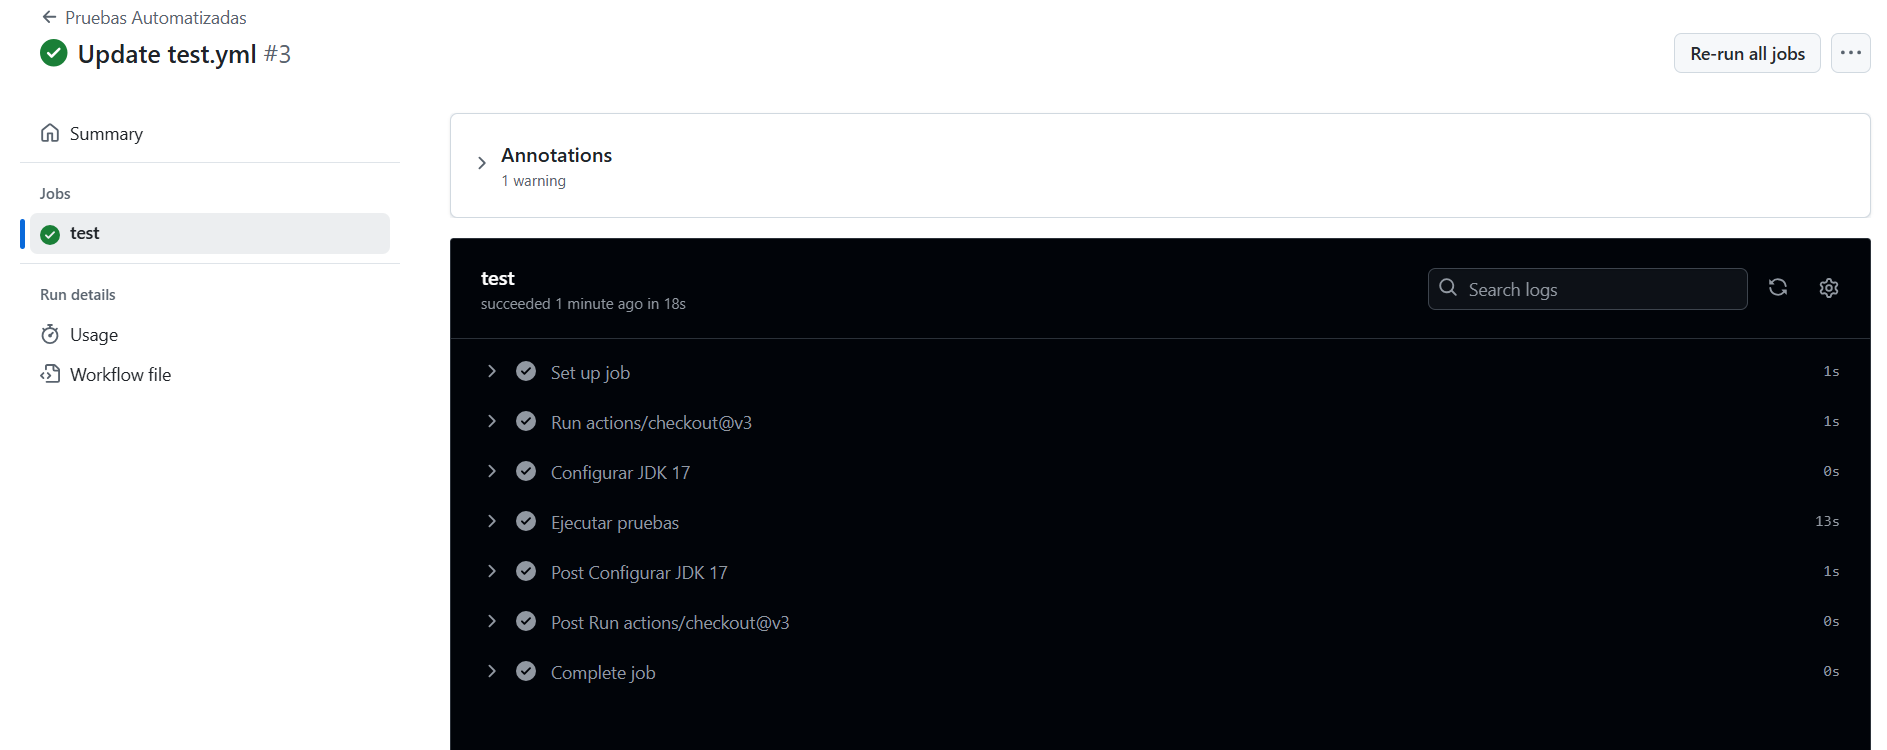 Pruebas Automatizadas
Update test.yml #3
Re-run all jobs
Summary
Jobs
test
Run details
Usage
Workflow file
Annotations
1 warning
test
succeeded 1 minute ago in 18s
Search logs
Set up job 1s
Run actions/checkout@v3 1s
Configurar JDK 17 0s
Ejecutar pruebas 13s
Post Configurar JDK 17 1s
Post Run actions/checkout@v3 0s
Complete job 0s